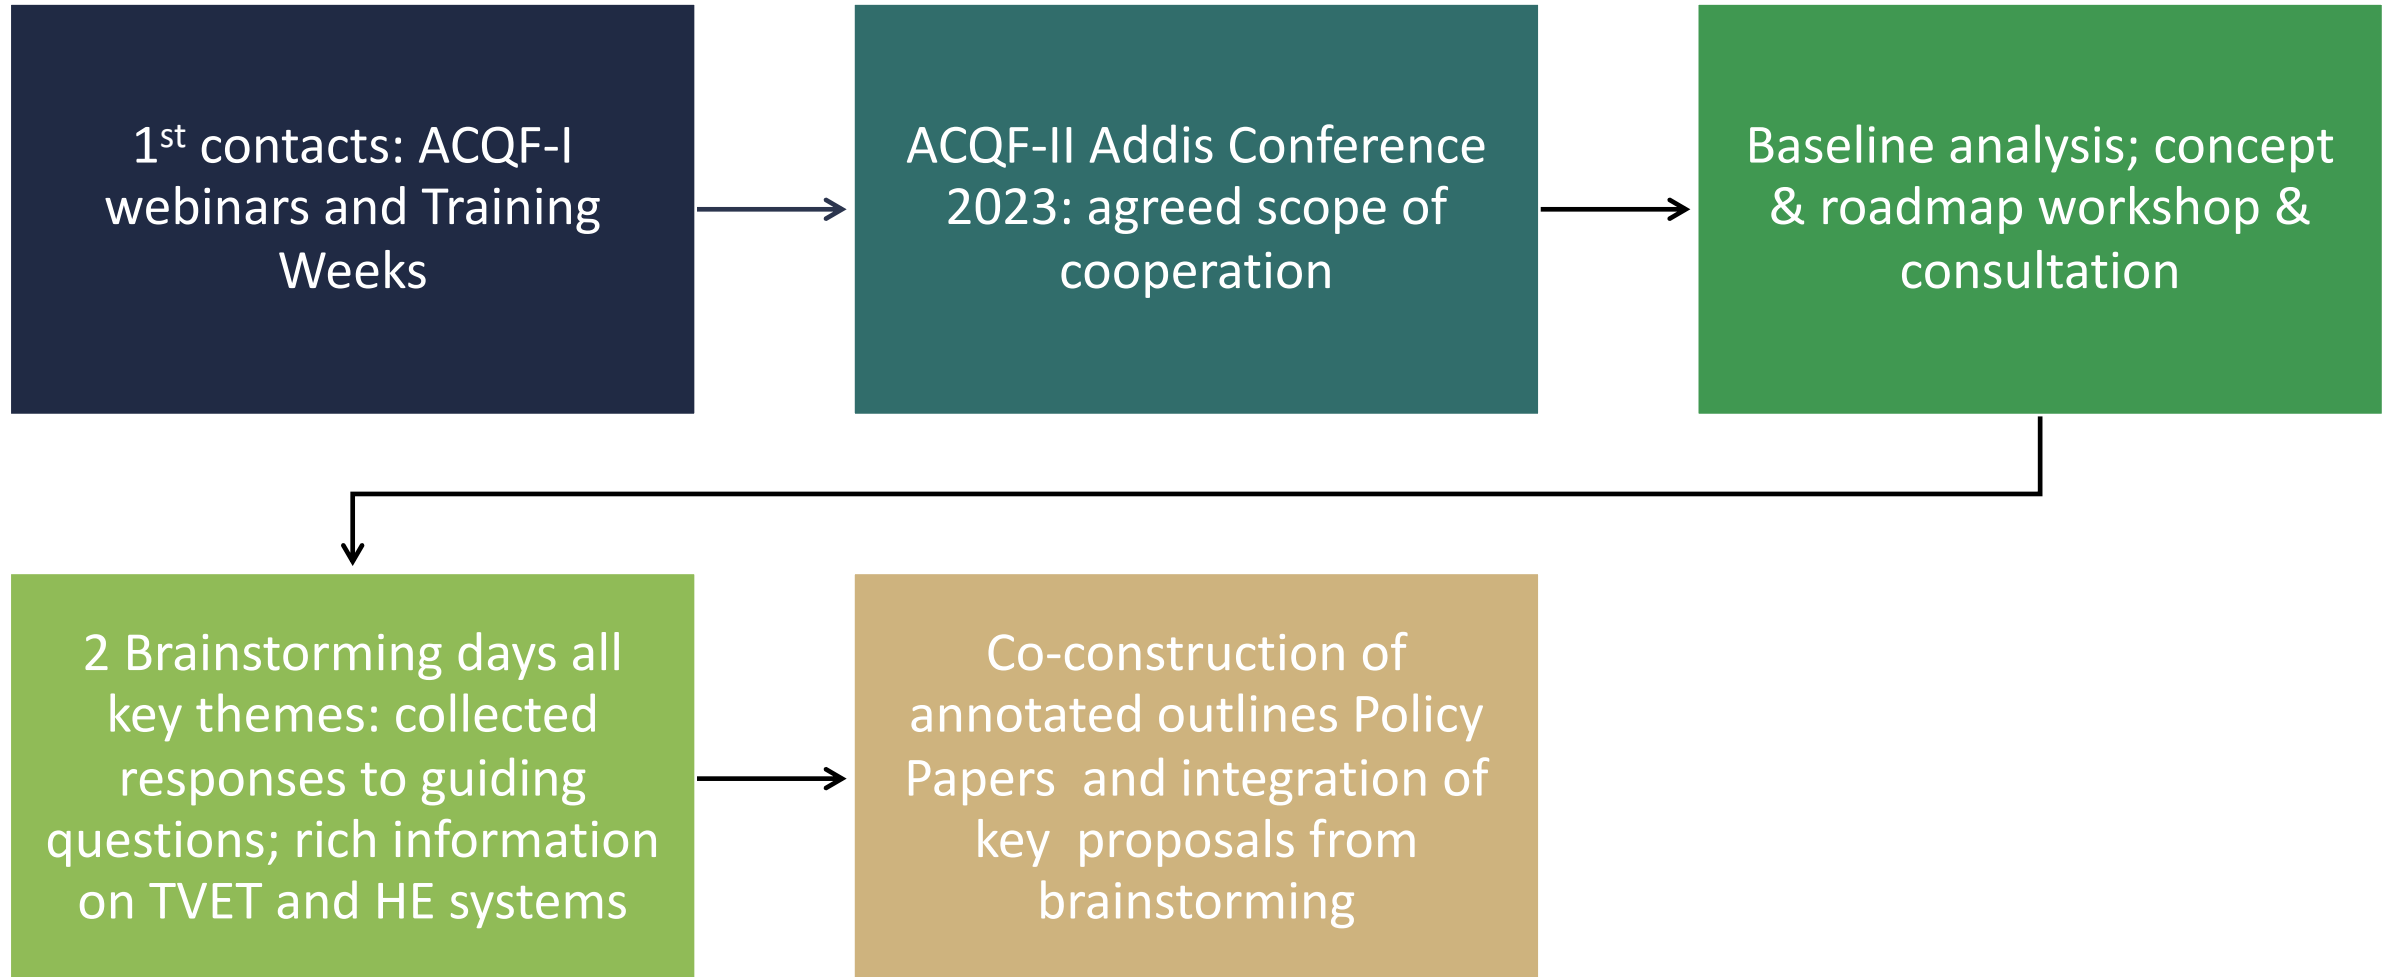 1st contacts: ACQF-I
webinars and Training
Weeks
ACQF-II Addis Conference
2023: agreed scope of
cooperation
Baseline analysis; concept
& roadmap workshop &
consultation
2 Brainstorming days all
key themes: collected
responses to guiding
questions; rich information
on TVET and HE systems
Co-construction of
annotated outlines Policy
Papers  and integration of
key  proposals from
brainstorming